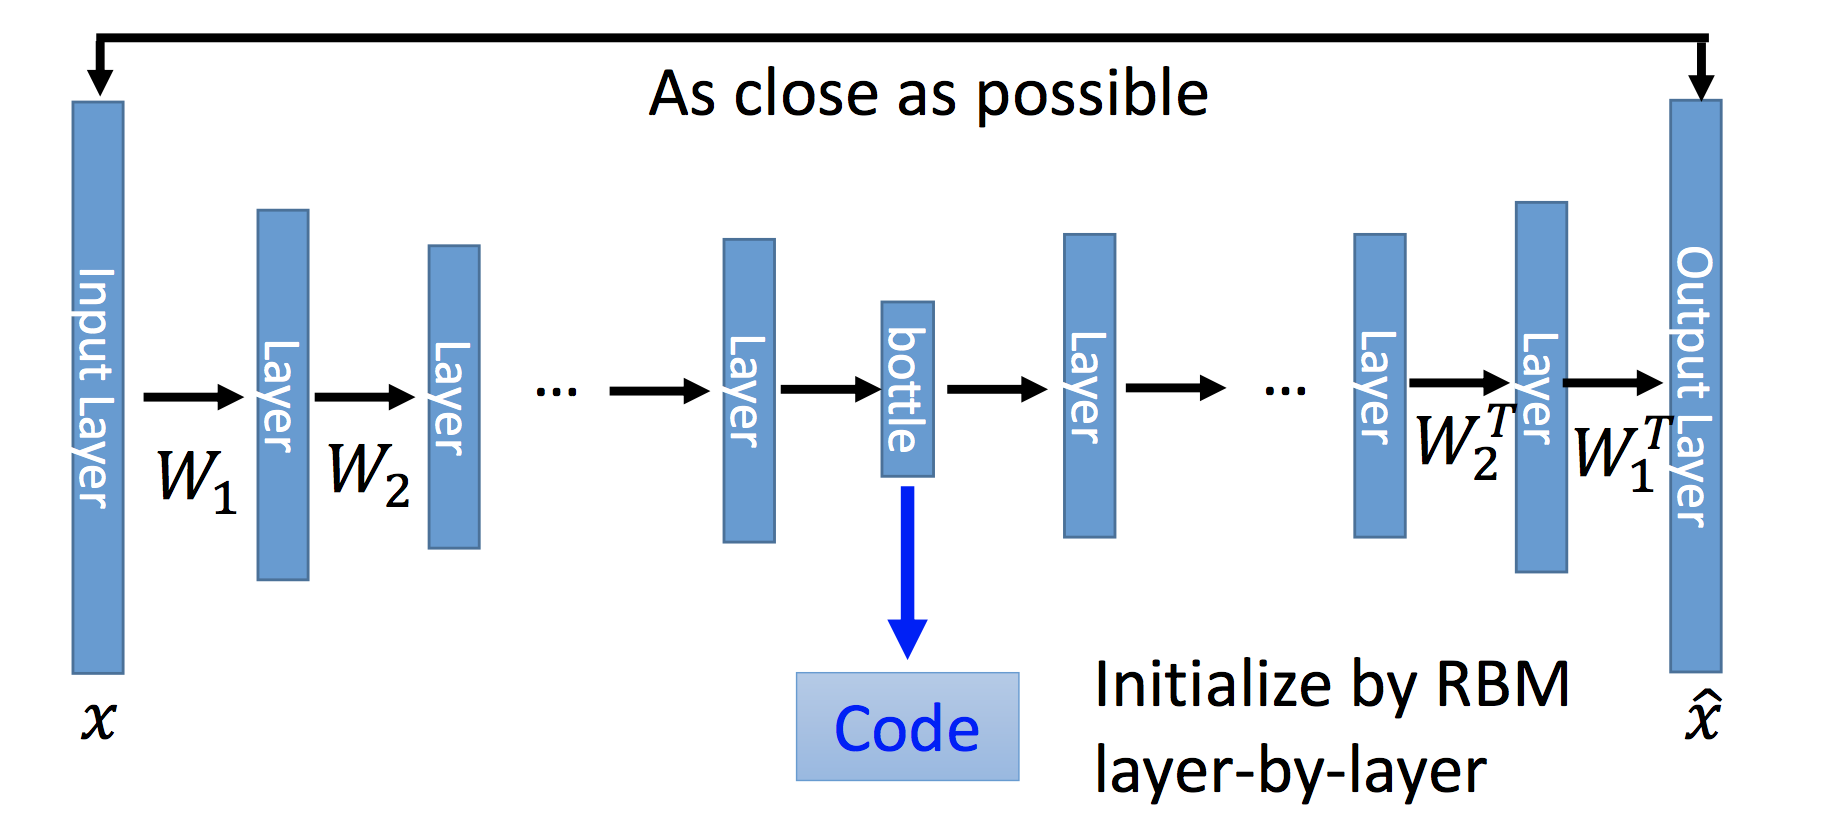 As close as possible
Input Layer
Layer
Layer
...
Layer
bottle
Layer
...
Layer
Layer
Output Layer
W₁
W₂
W₂ᵀ
W₁ᵀ
x
Code
Initialize by RBM
layer-by-layer
x̂